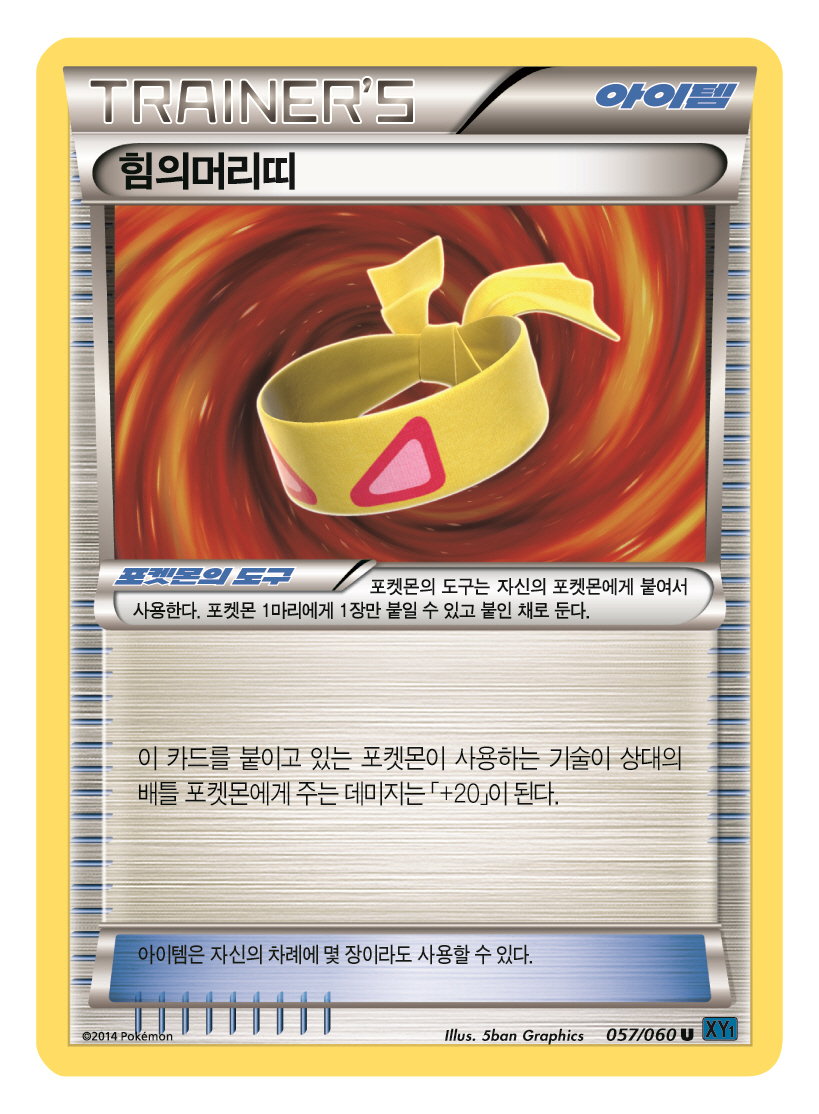 TRAINER'S
아이템
힘의머리띠
포켓몬의 도구
포켓몬의 도구는 자신의 포켓몬에게 붙여서
사용한다. 포켓몬 1마리에게 1장만 붙일 수 있고 붙인 채로 둔다.
이 카드를 붙이고 있는 포켓몬이 사용하는 기술이 상대의
배틀 포켓몬에게 주는 데미지는 「+20」이 된다.
아이템은 자신의 차례에 몇 장이라도 사용할 수 있다.
©2014 Pokémon
Illus. 5ban Graphics
057/060 U XY1